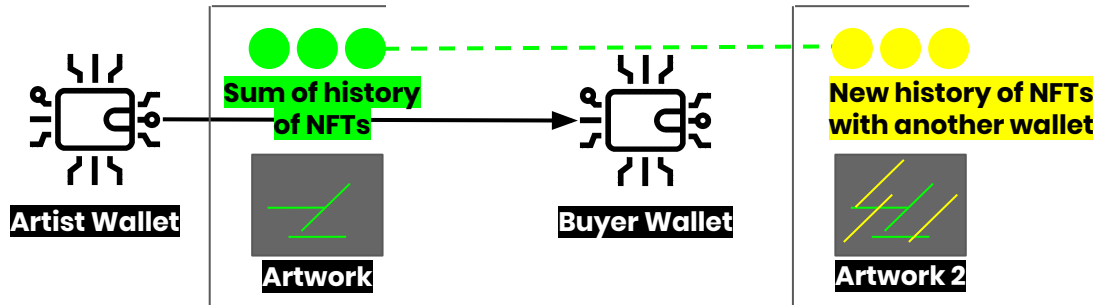 Sum of history
of NFTs
New history of NFTs
with another wallet
Artist Wallet
Buyer Wallet
Artwork
Artwork 2